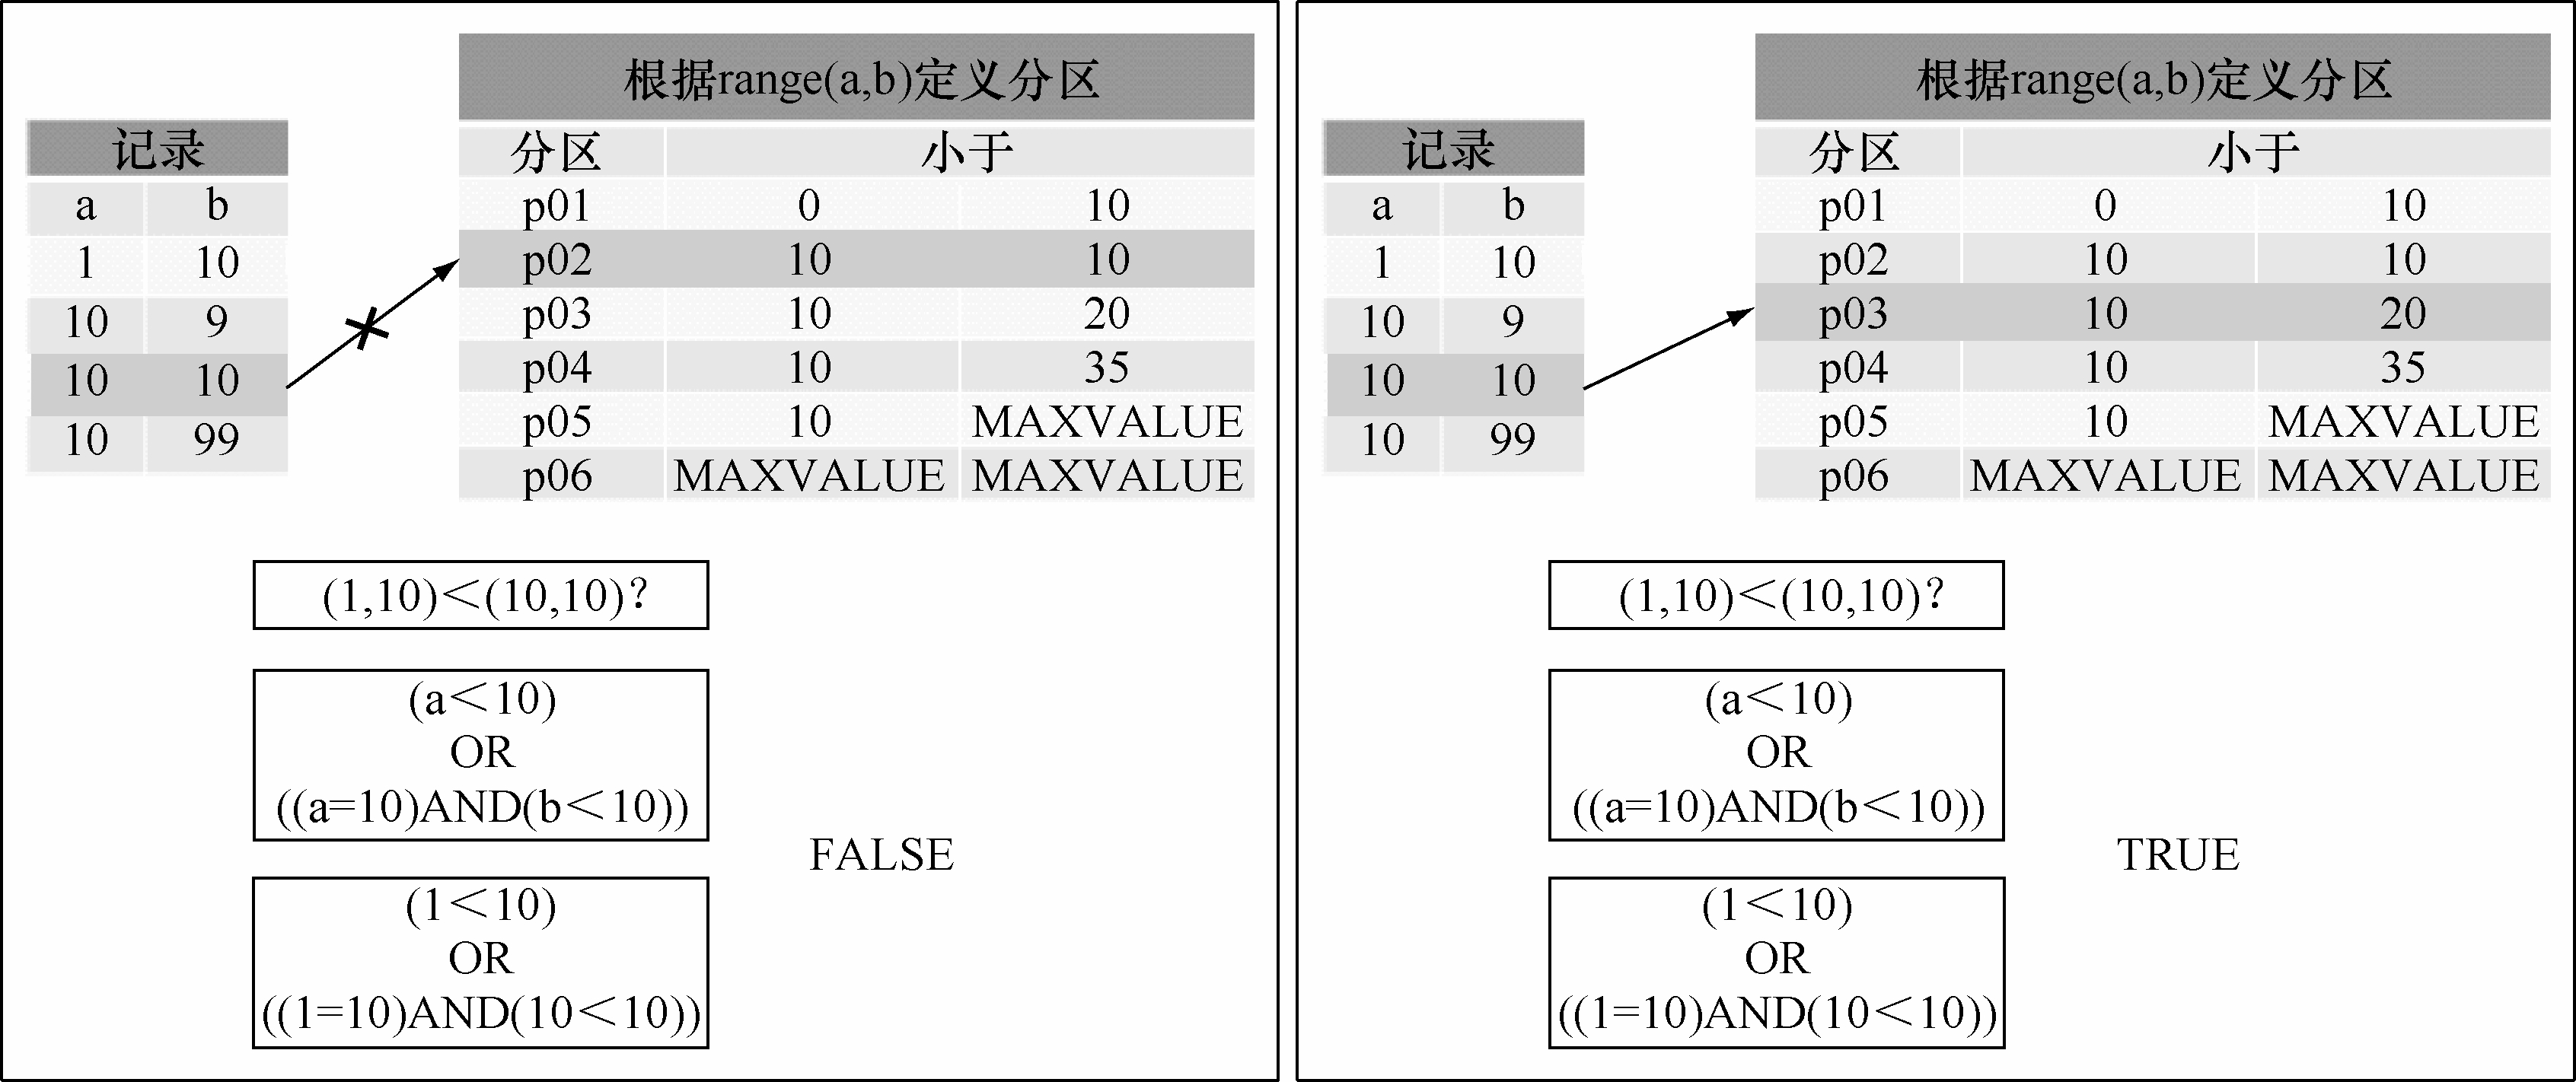 根据range(a,b)定义分区
记录
分区 小于
a b
p01 0 10
1 10
p02 10 10
10 9
p03 10 20
10 10
p04 10 35
10 99
p05 10 MAXVALUE
p06 MAXVALUE MAXVALUE
(1,10)＜(10,10)？
(a＜10)
OR
((a=10)AND(b＜10))
FALSE
(1＜10)
OR
((1=10)AND(10＜10))
根据range(a,b)定义分区
记录
分区 小于
a b
p01 0 10
1 10
p02 10 10
10 9
p03 10 20
10 10
p04 10 35
10 99
p05 10 MAXVALUE
p06 MAXVALUE MAXVALUE
(1,10)＜(10,10)？
(a＜10)
OR
((a=10)AND(b＜10))
TRUE
(1＜10)
OR
((1=10)AND(10＜10))